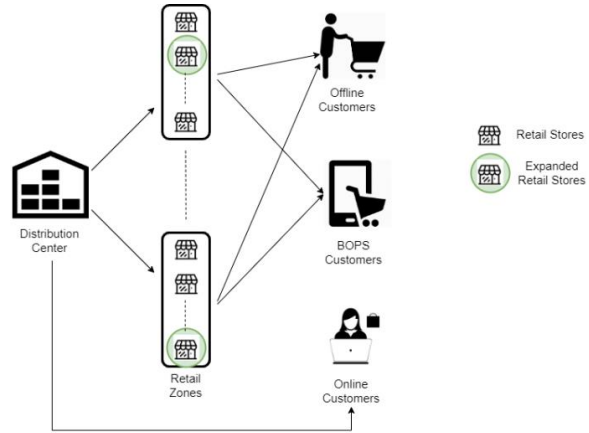 Offline
Customers
Retail Stores
Expanded
Retail Stores
Distribution
Center
BOPS
Customers
Retail
Zones
Online
Customers